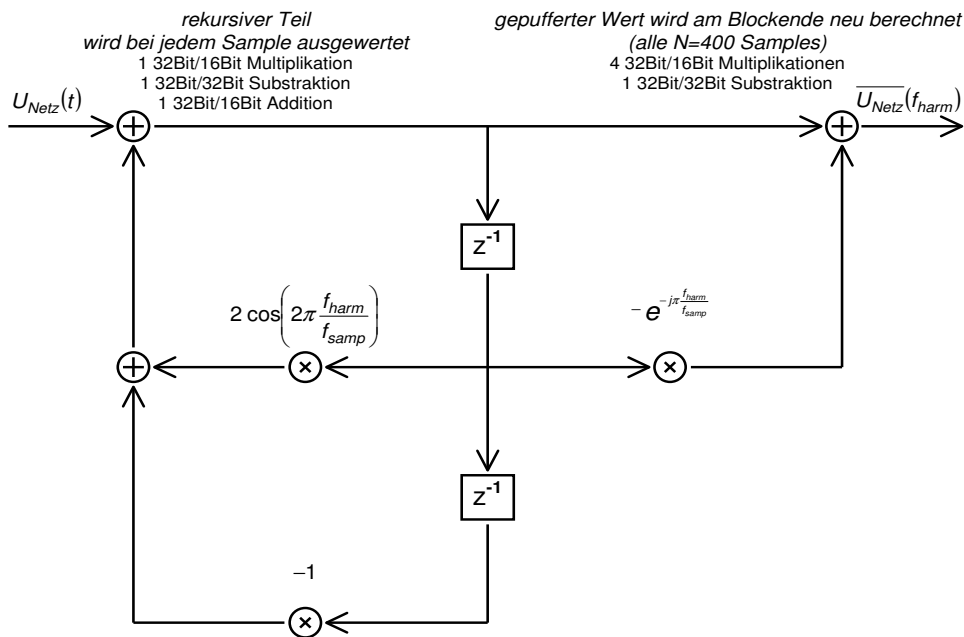 rekursiver Teil
wird bei jedem Sample ausgewertet
1 32Bit/16Bit Multiplikation
1 32Bit/32Bit Substraktion
1 32Bit/16Bit Addition
gepufferter Wert wird am Blockende neu berechnet
(alle N=400 Samples)
4 32Bit/16Bit Multiplikationen
1 32Bit/32Bit Substraktion
U_Netz(t)
\overline{U_Netz}(f_harm)
z^-1
2 cos(2π f_harm/f_samp)
−e^{−jπ f_harm/f_samp}
z^-1
−1